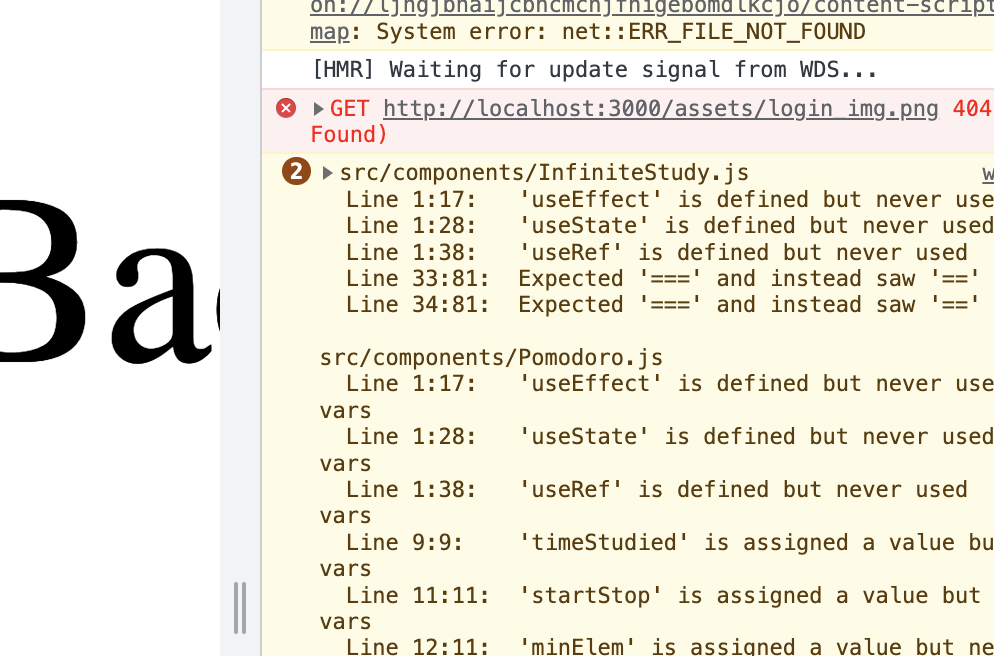 map: System error: net::ERR_FILE_NOT_FOUND
[HMR] Waiting for update signal from WDS...
GET http://localhost:3000/assets/login_img.png 404
Found)
2 src/components/InfiniteStudy.js
Line 1:17: 'useEffect' is defined but never use
Line 1:28: 'useState' is defined but never used
Line 1:38: 'useRef' is defined but never used
Line 33:81: Expected '===' and instead saw '=='
Line 34:81: Expected '===' and instead saw '=='
src/components/Pomodoro.js
Line 1:17: 'useEffect' is defined but never use
vars
Line 1:28: 'useState' is defined but never used
vars
Line 1:38: 'useRef' is defined but never used
vars
Line 9:9: 'timeStudied' is assigned a value bu
vars
Line 11:11: 'startStop' is assigned a value but
vars
Line 12:11: 'minElem' is assigned a value but ne
Ba